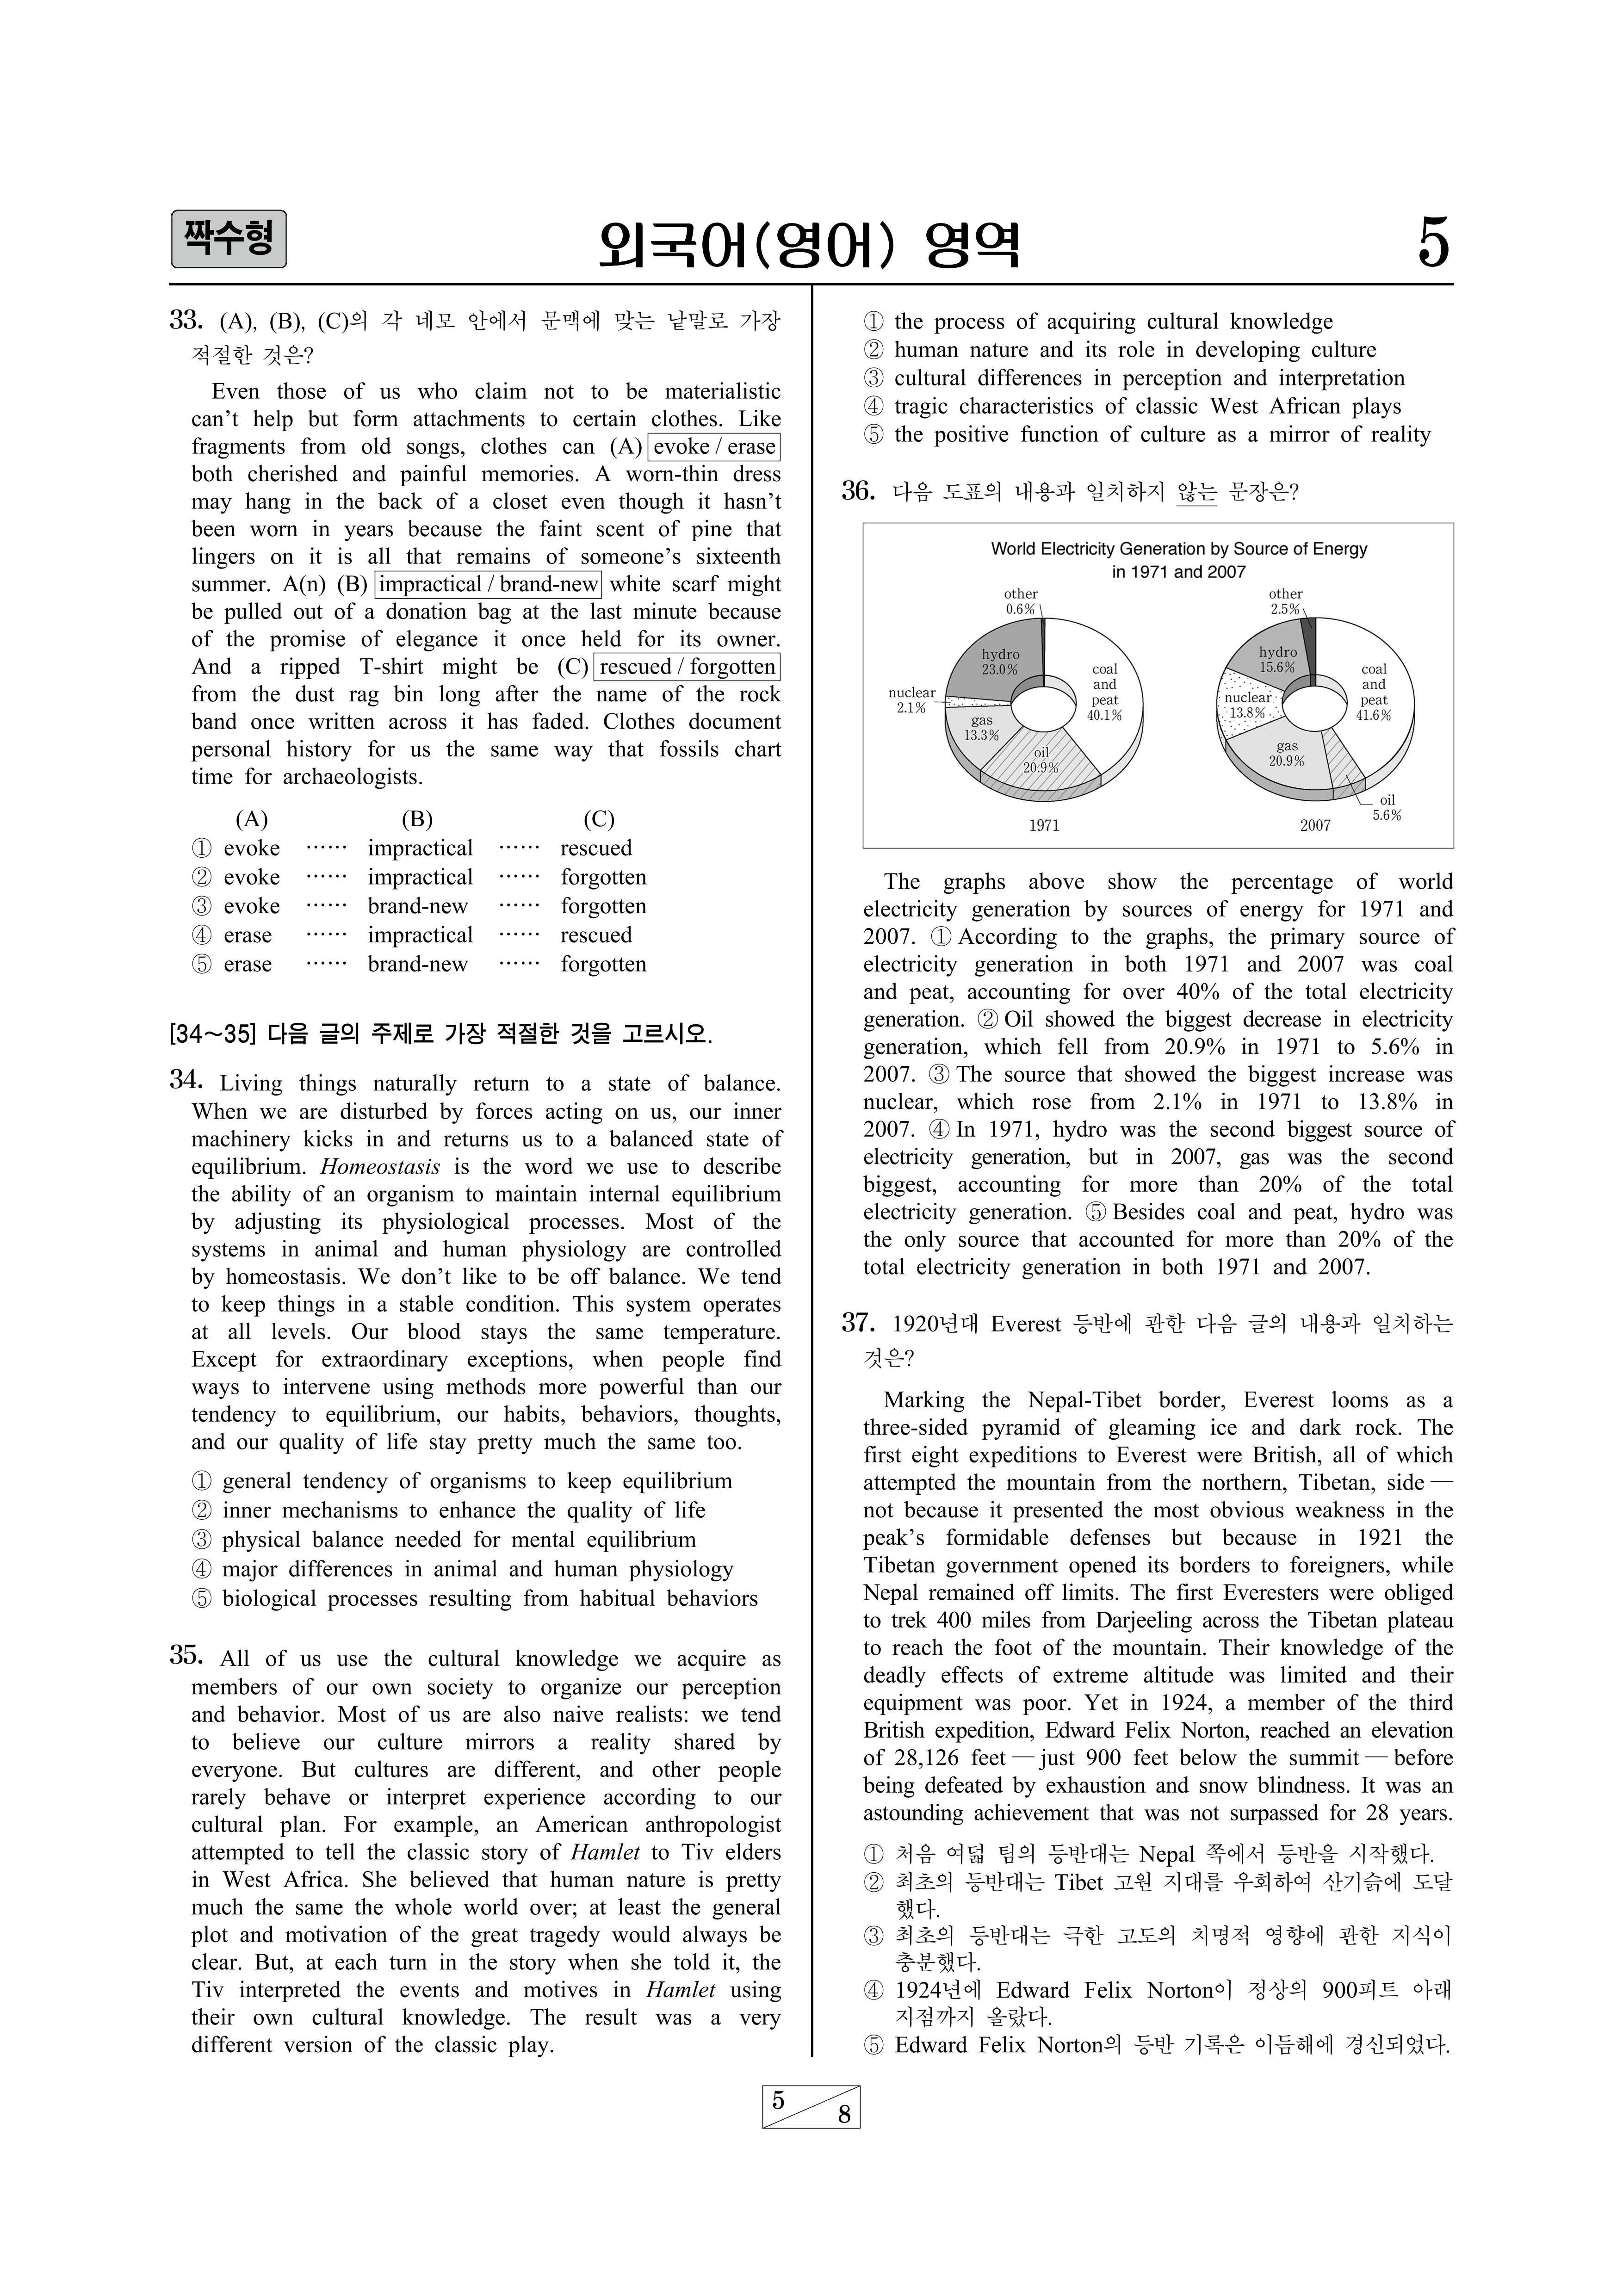 짝수형
외국어(영어) 영역
5
33. (A), (B), (C)의 각 네모 안에서 문맥에 맞는 낱말로 가장
적절한 것은?
Even those of us who claim not to be materialistic
can’t help but form attachments to certain clothes. Like
fragments from old songs, clothes can (A) evoke / erase
both cherished and painful memories. A worn-thin dress
may hang in the back of a closet even though it hasn’t
been worn in years because the faint scent of pine that
lingers on it is all that remains of someone’s sixteenth
summer. A(n) (B) impractical / brand-new white scarf might
be pulled out of a donation bag at the last minute because
of the promise of elegance it once held for its owner.
And a ripped T-shirt might be (C) rescued / forgotten
from the dust rag bin long after the name of the rock
band once written across it has faded. Clothes document
personal history for us the same way that fossils chart
time for archaeologists.
(A) (B) (C)
① evoke …… impractical …… rescued
② evoke …… impractical …… forgotten
③ evoke …… brand-new …… forgotten
④ erase …… impractical …… rescued
⑤ erase …… brand-new …… forgotten
[34～35] 다음 글의 주제로 가장 적절한 것을 고르시오.
34. Living things naturally return to a state of balance.
When we are disturbed by forces acting on us, our inner
machinery kicks in and returns us to a balanced state of
equilibrium. Homeostasis is the word we use to describe
the ability of an organism to maintain internal equilibrium
by adjusting its physiological processes. Most of the
systems in animal and human physiology are controlled
by homeostasis. We don’t like to be off balance. We tend
to keep things in a stable condition. This system operates
at all levels. Our blood stays the same temperature.
Except for extraordinary exceptions, when people find
ways to intervene using methods more powerful than our
tendency to equilibrium, our habits, behaviors, thoughts,
and our quality of life stay pretty much the same too.
① general tendency of organisms to keep equilibrium
② inner mechanisms to enhance the quality of life
③ physical balance needed for mental equilibrium
④ major differences in animal and human physiology
⑤ biological processes resulting from habitual behaviors
35. All of us use the cultural knowledge we acquire as
members of our own society to organize our perception
and behavior. Most of us are also naive realists: we tend
to believe our culture mirrors a reality shared by
everyone. But cultures are different, and other people
rarely behave or interpret experience according to our
cultural plan. For example, an American anthropologist
attempted to tell the classic story of Hamlet to Tiv elders
in West Africa. She believed that human nature is pretty
much the same the whole world over; at least the general
plot and motivation of the great tragedy would always be
clear. But, at each turn in the story when she told it, the
Tiv interpreted the events and motives in Hamlet using
their own cultural knowledge. The result was a very
different version of the classic play.
① the process of acquiring cultural knowledge
② human nature and its role in developing culture
③ cultural differences in perception and interpretation
④ tragic characteristics of classic West African plays
⑤ the positive function of culture as a mirror of reality
36. 다음 도표의 내용과 일치하지 않는 문장은?
World Electricity Generation by Source of Energy
in 1971 and 2007
other
0.6%
hydro
23.0%
nuclear
2.1%
gas
13.3%
oil
20.9%
coal
and
peat
40.1%
1971
other
2.5%
hydro
15.6%
nuclear
13.8%
gas
20.9%
coal
and
peat
41.6%
oil
5.6%
2007
The graphs above show the percentage of world
electricity generation by sources of energy for 1971 and
2007. ① According to the graphs, the primary source of
electricity generation in both 1971 and 2007 was coal
and peat, accounting for over 40% of the total electricity
generation. ② Oil showed the biggest decrease in electricity
generation, which fell from 20.9% in 1971 to 5.6% in
2007. ③ The source that showed the biggest increase was
nuclear, which rose from 2.1% in 1971 to 13.8% in
2007. ④ In 1971, hydro was the second biggest source of
electricity generation, but in 2007, gas was the second
biggest, accounting for more than 20% of the total
electricity generation. ⑤ Besides coal and peat, hydro was
the only source that accounted for more than 20% of the
total electricity generation in both 1971 and 2007.
37. 1920년대 Everest 등반에 관한 다음 글의 내용과 일치하는
것은?
Marking the Nepal-Tibet border, Everest looms as a
three-sided pyramid of gleaming ice and dark rock. The
first eight expeditions to Everest were British, all of which
attempted the mountain from the northern, Tibetan, side —
not because it presented the most obvious weakness in the
peak’s formidable defenses but because in 1921 the
Tibetan government opened its borders to foreigners, while
Nepal remained off limits. The first Everesters were obliged
to trek 400 miles from Darjeeling across the Tibetan plateau
to reach the foot of the mountain. Their knowledge of the
deadly effects of extreme altitude was limited and their
equipment was poor. Yet in 1924, a member of the third
British expedition, Edward Felix Norton, reached an elevation
of 28,126 feet — just 900 feet below the summit — before
being defeated by exhaustion and snow blindness. It was an
astounding achievement that was not surpassed for 28 years.
① 처음 여덟 팀의 등반대는 Nepal 쪽에서 등반을 시작했다.
② 최초의 등반대는 Tibet 고원 지대를 우회하여 산기슭에 도달
했다.
③ 최초의 등반대는 극한 고도의 치명적 영향에 관한 지식이
충분했다.
④ 1924년에 Edward Felix Norton이 정상의 900피트 아래
지점까지 올랐다.
⑤ Edward Felix Norton의 등반 기록은 이듬해에 경신되었다.
5
8